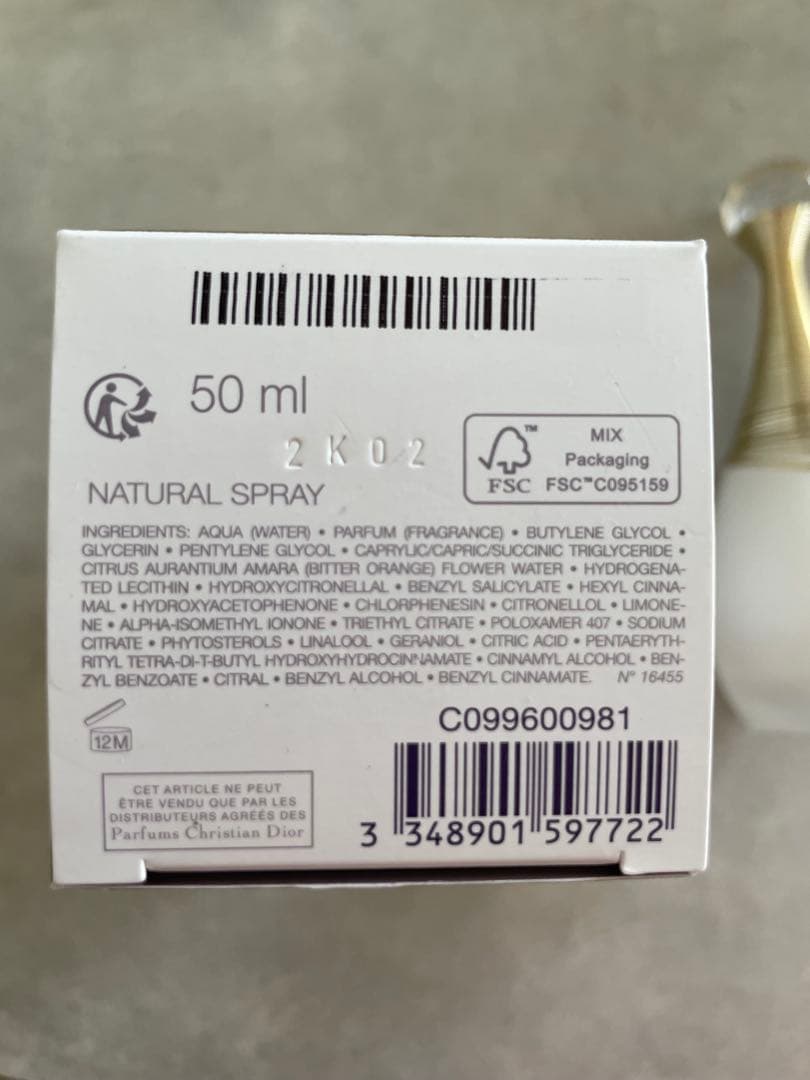 50 ml
2 K 0 2
NATURAL SPRAY
FSC™
MIX
Packaging
FSC™C095159
INGREDIENTS: AQUA (WATER) • PARFUM (FRAGRANCE) • BUTYLENE GLYCOL •
GLYCERIN • PENTYLENE GLYCOL • CAPRYLIC/CAPRIC/SUCCINIC TRIGLYCERIDE •
CITRUS AURANTIUM AMARA (BITTER ORANGE) FLOWER WATER • HYDROGENA-
TED LECITHIN • HYDROXYCITRONELLAL • BENZYL SALICYLATE • HEXYL CINNA-
MAL • HYDROXYACETOPHENONE • CHLORPHENESIN • CITRONELLOL • LIMONE-
NE • ALPHA-ISOMETHYL IONONE • TRIETHYL CITRATE • POLOXAMER 407 • SODIUM
CITRATE • PHYTOSTEROLS • LINALOOL • GERANIOL • CITRIC ACID • PENTAERYTH-
RITYL TETRA-DI-T-BUTYL HYDROXYHYDROCINNAMATE • CINNAMYL ALCOHOL • BEN-
ZYL BENZOATE • CITRAL • BENZYL ALCOHOL • BENZYL CINNAMATE. N° 16455
12M
C099600981
CET ARTICLE NE PEUT
ÊTRE VENDU QUE PAR LES
DISTRIBUTEURS AGRÉÉS DES
Parfums Christian Dior
3 348901 597722